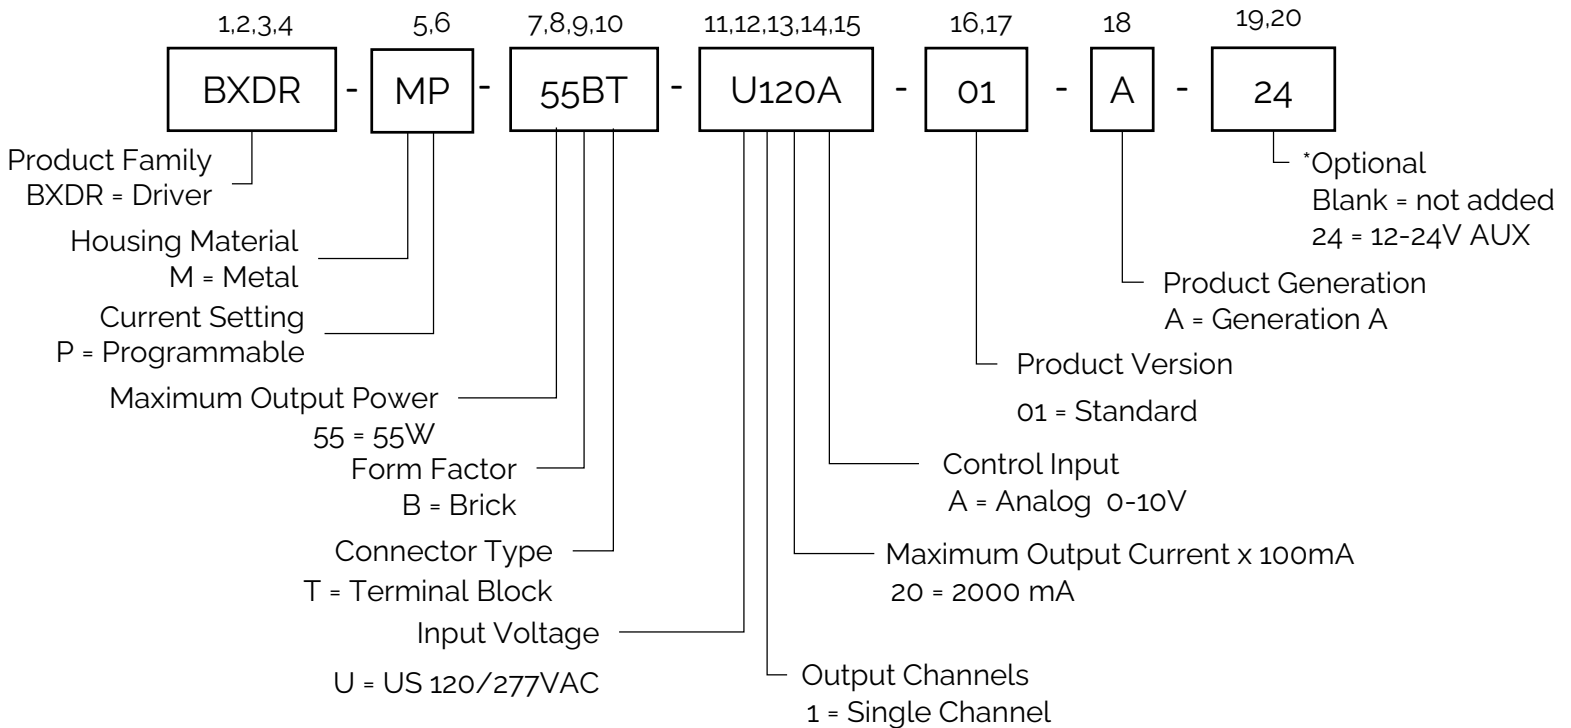 1,2,3,4 5,6 7,8,9,10 11,12,13,14,15 16,17 18 19,20
BXDR - MP - 55BT - U120A - 01 - A - 24
Product Family
BXDR = Driver
Housing Material
M = Metal
Current Setting
P = Programmable
Maximum Output Power
55 = 55W
Form Factor
B = Brick
Connector Type
T = Terminal Block
Input Voltage
U = US 120/277VAC
*Optional
Blank = not added
24 = 12-24V AUX
Product Generation
A = Generation A
Product Version
01 = Standard
Control Input
A = Analog 0-10V
Maximum Output Current x 100mA
20 = 2000 mA
Output Channels
1 = Single Channel